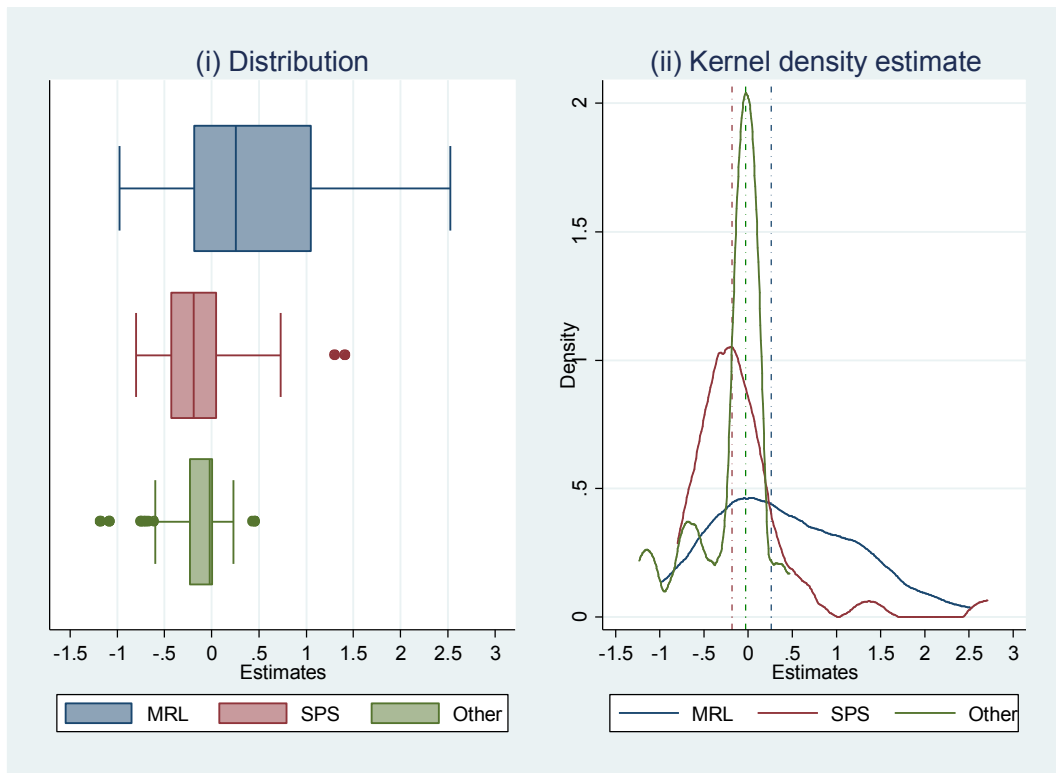 (i) Distribution
-1.5 -1 -.5 0 .5 1 1.5 2 2.5 3
Estimates
MRL SPS Other
(ii) Kernel density estimate
2
1.5
1
.5
0
Density
-1.5 -1 -.5 0 .5 1 1.5 2 2.5 3
Estimates
MRL SPS Other